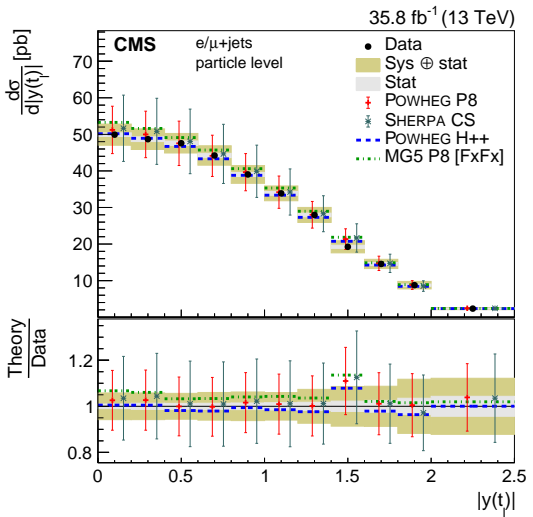 35.8 fb⁻¹ (13 TeV)
CMS
e/μ+jets
particle level
Data
Sys ⊕ stat
Stat
POWHEG P8
SHERPA CS
POWHEG H++
MG5 P8 [FxFx]
dσ/d|y(tₗ)| [pb]
70
60
50
40
30
20
10
Theory/Data
1.2
1
0.8
0 0.5 1 1.5 2 2.5
|y(tₗ)|